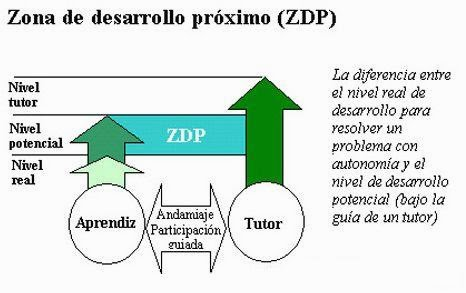 Zona de desarrollo próximo (ZDP)
Nivel
tutor
Nivel
potencial
Nivel
real
ZDP
Aprendiz
Andamiaje
Participación
guiada
Tutor
La diferencia entre
el nivel real de
desarrollo para
resolver un
problema con
autonomía y el
nivel de desarrollo
potencial (bajo la
guía de un tutor)